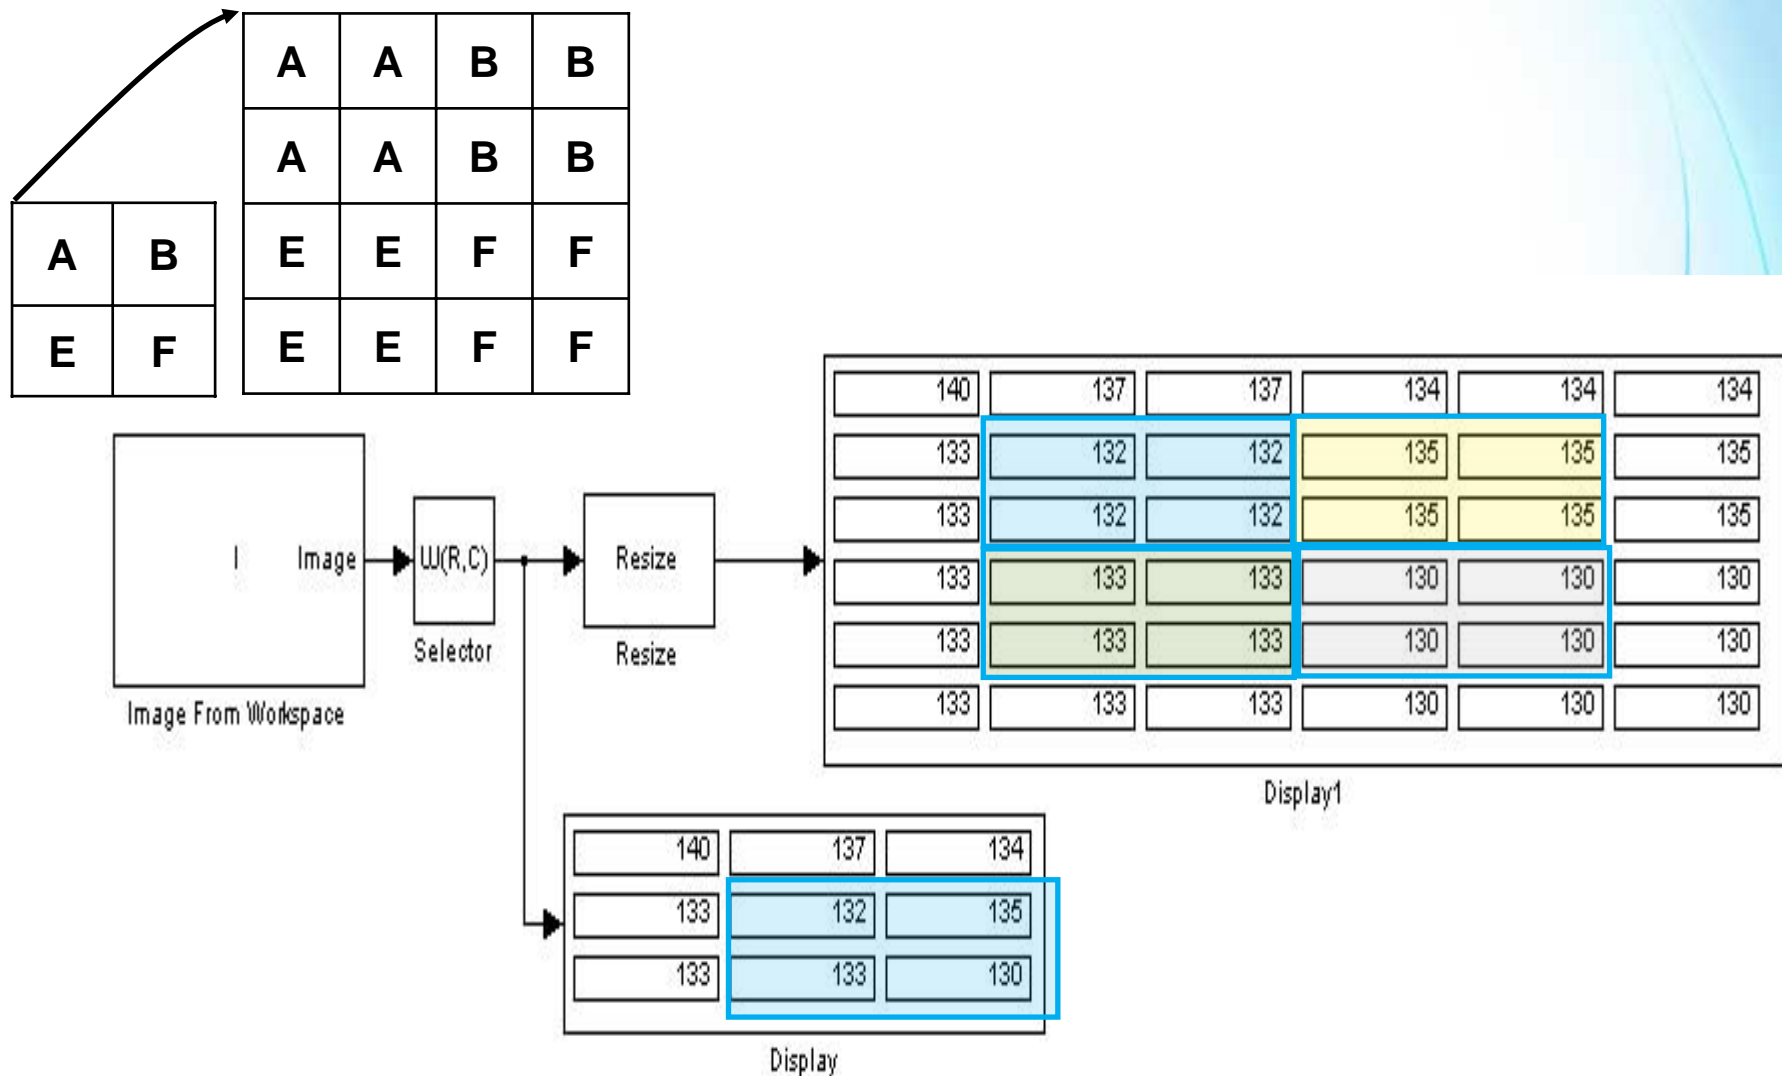 A A B B
A A B B
E E F F
E E F F
A B
E F
I Image
Image From Workspace
U(R,C)
Selector
Resize
Resize
140 137 137 134 134 134
133 132 132 135 135 135
133 132 132 135 135 135
133 133 133 130 130 130
133 133 133 130 130 130
133 133 133 130 130 130
Display1
140 137 134
133 132 135
133 133 130
Display